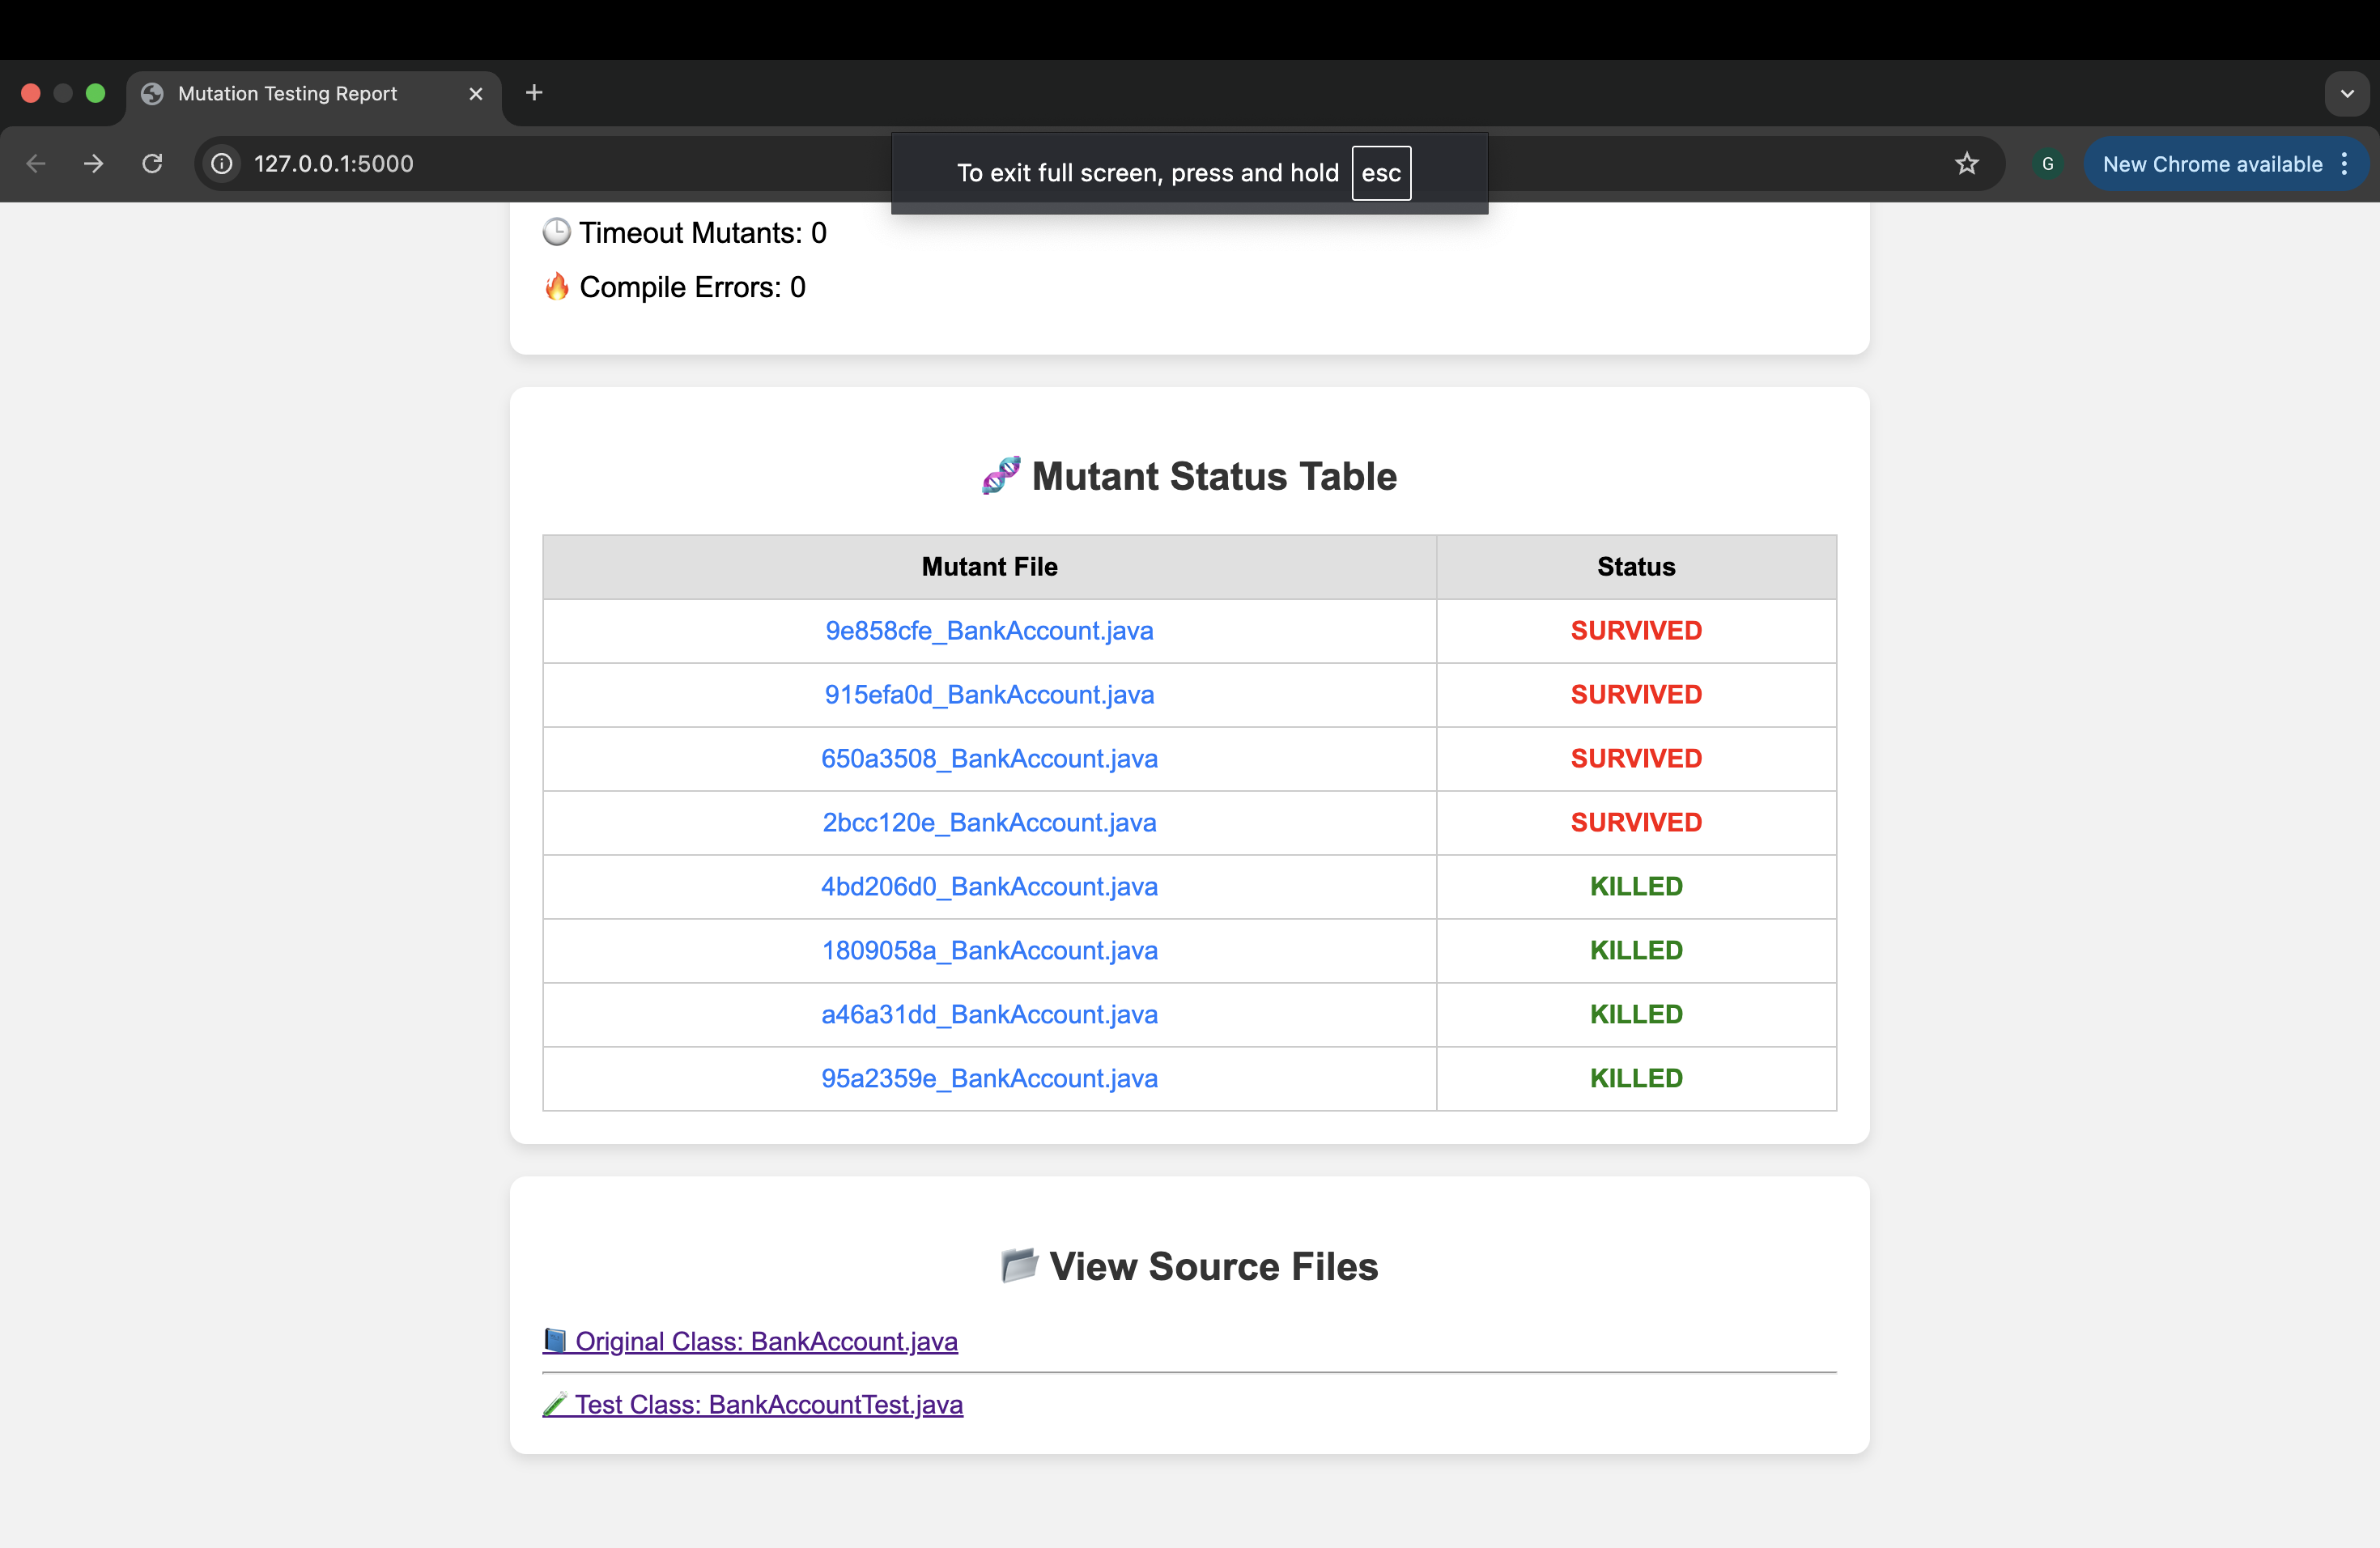 Mutation Testing Report
127.0.0.1:5000
To exit full screen, press and hold esc
G
New Chrome available
🕒 Timeout Mutants: 0
🔥 Compile Errors: 0
🧬 Mutant Status Table
Mutant File Status
9e858cfe_BankAccount.java SURVIVED
915efa0d_BankAccount.java SURVIVED
650a3508_BankAccount.java SURVIVED
2bcc120e_BankAccount.java SURVIVED
4bd206d0_BankAccount.java KILLED
1809058a_BankAccount.java KILLED
a46a31dd_BankAccount.java KILLED
95a2359e_BankAccount.java KILLED
📂 View Source Files
📘 Original Class: BankAccount.java
🧪 Test Class: BankAccountTest.java